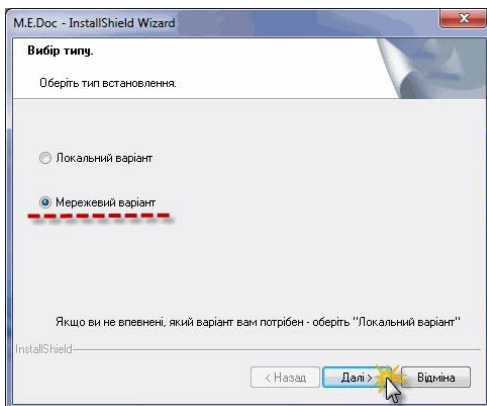 M.E.Doc - InstallShield Wizard
Вибір типу.
Оберіть тип встановлення.
Локальний варіант
Мережевий варіант
Якщо ви не впевнені, який варіант вам потрібен - оберіть "Локальний варіант"
InstallShield
< Назад Далі > Відміна